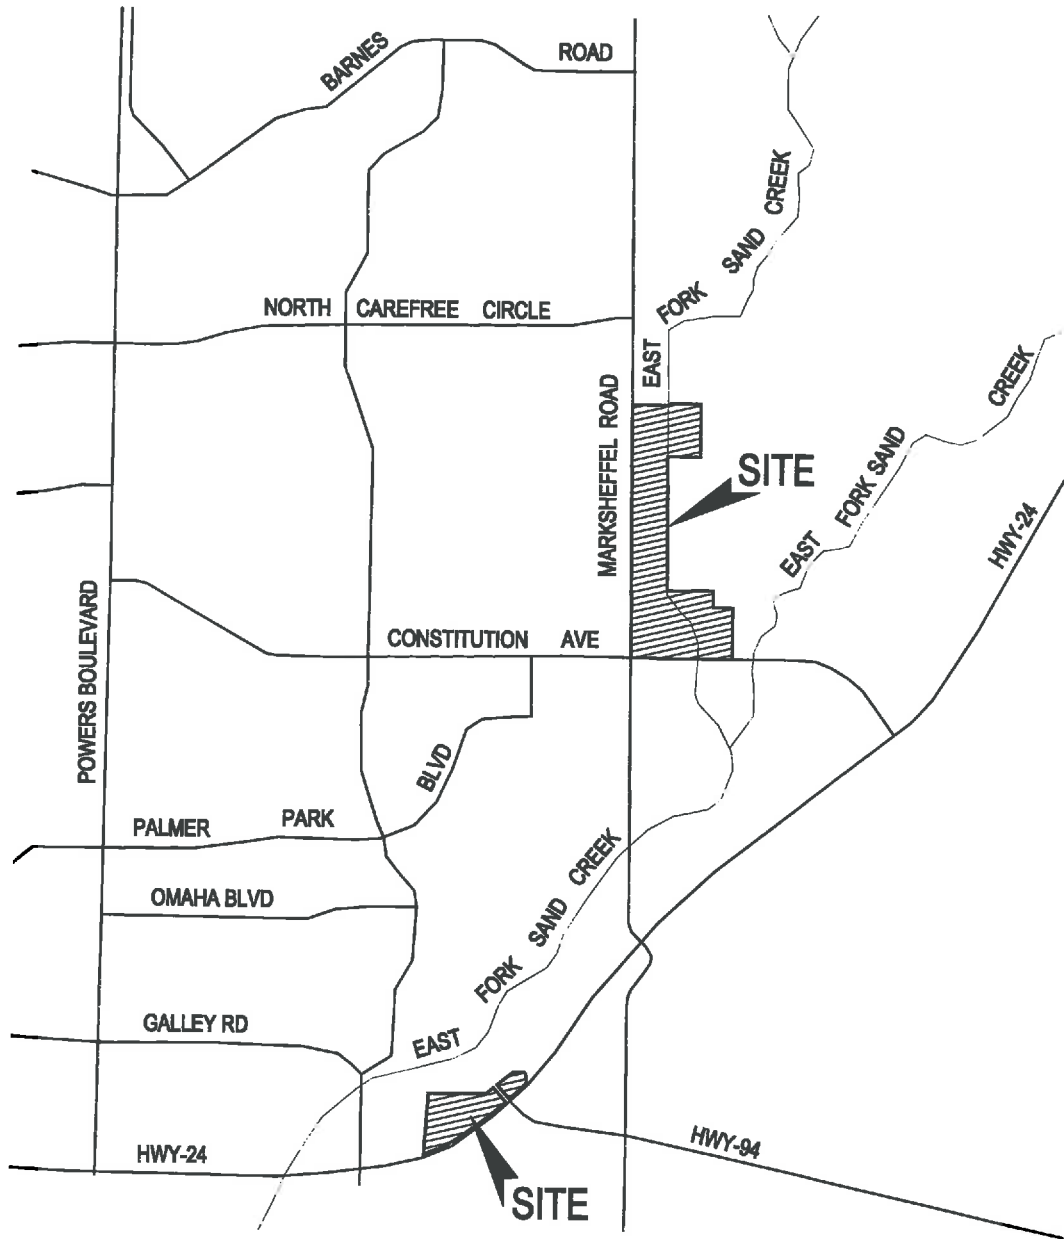 BARNES ROAD
EAST FORK SAND CREEK
NORTH CAREFREE CIRCLE
MARKSHEFFEL ROAD
SITE
EAST FORK SAND CREEK
HWY-24
POWERS BOULEVARD
CONSTITUTION AVE
PALMER PARK BLVD
OMAHA BLVD
EAST FORK SAND CREEK
GALLEY RD
HWY-24
HWY-94
SITE